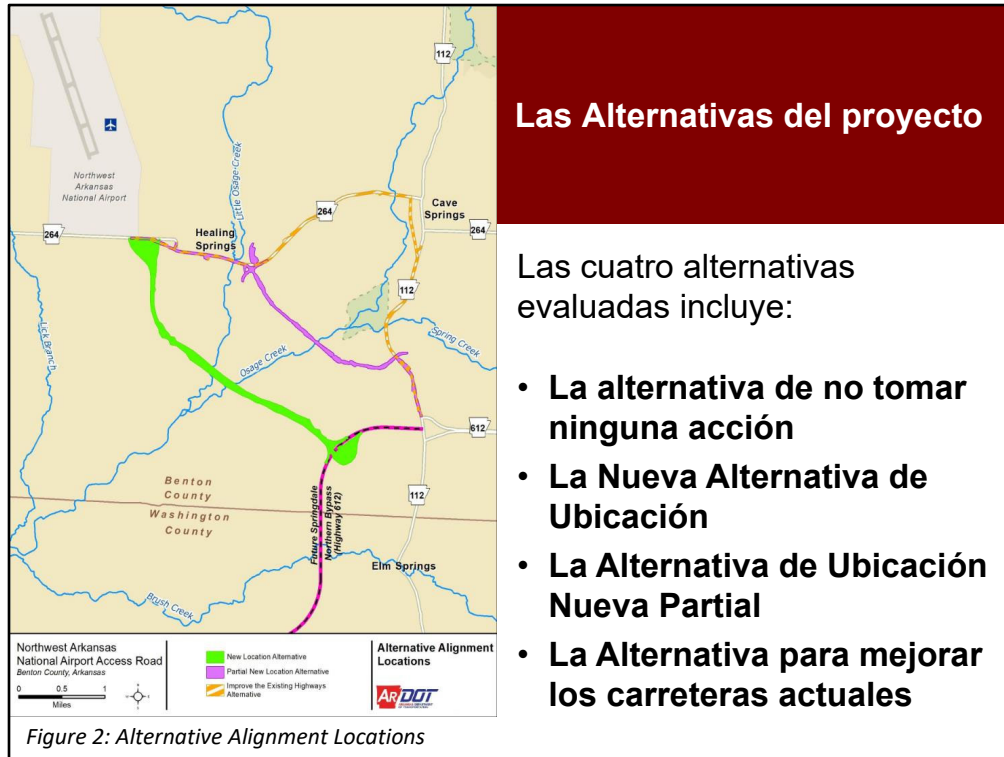 112
Las Alternativas del proyecto
Northwest
Arkansas
National Airport
Little Osage Creek
264
Cave
Springs
Healing
Springs
264
264
112
Las cuatro alternativas
evaluadas incluye:
Lick Branch
Spring Creek
Osage Creek
• La alternativa de no tomar
ninguna acción
612
• La Nueva Alternativa de
Ubicación
Benton
County
Washington
County
112
Future Springdale
Northern Bypass
(Highway 612)
Elm Springs
Brush Creek
• La Alternativa de Ubicación
Nueva Partial
• La Alternativa para mejorar
los carreteras actuales
Northwest Arkansas
National Airport Access Road
Benton County, Arkansas
0 0.5 1
Miles
New Location Alternative
Partial New Location Alternative
Improve the Existing Highways
Alternative
Alternative Alignment
Locations
ARDOT
Figure 2: Alternative Alignment Locations